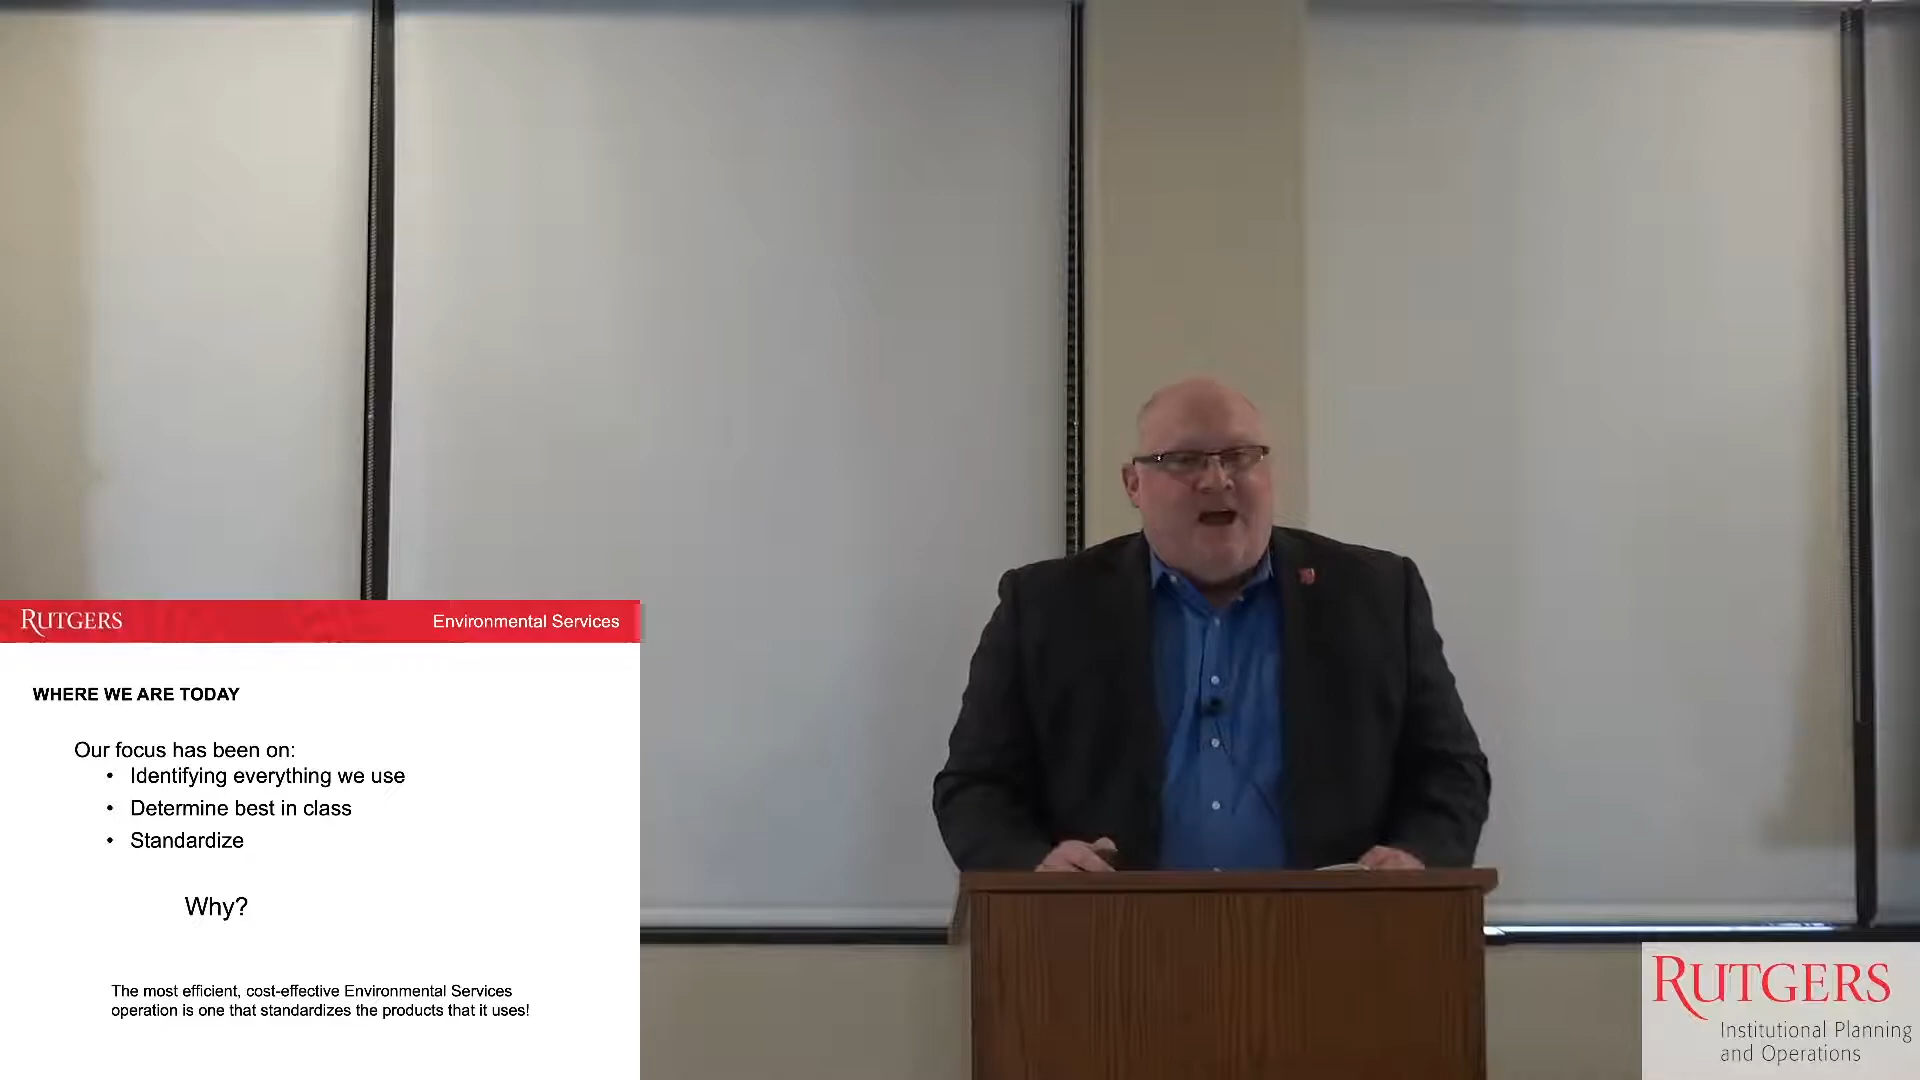 RUTGERS
Environmental Services
WHERE WE ARE TODAY
Our focus has been on:
• Identifying everything we use
• Determine best in class
• Standardize
Why?
The most efficient, cost-effective Environmental Services
operation is one that standardizes the products that it uses!
RUTGERS
Institutional Planning
and Operations